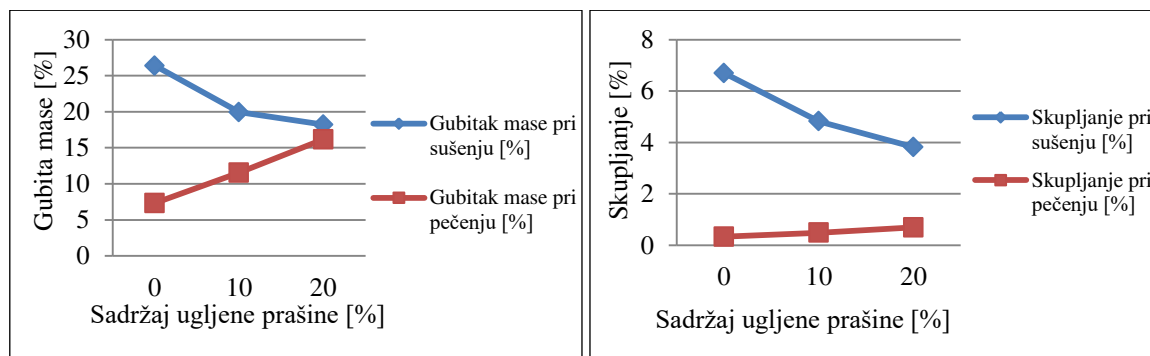 Gubita mase [%]
30
25
20
15
10
5
0
0 10 20
Sadržaj ugljene prašine [%]
Gubitak mase pri
sušenju [%]
Gubitak mase pri
pečenju [%]
Skupljanje [%]
8
6
4
2
0
0 10 20
Sadržaj ugljene prašine [%]
Skupljanje pri
sušenju [%]
Skupljanje pri
pečenju [%]